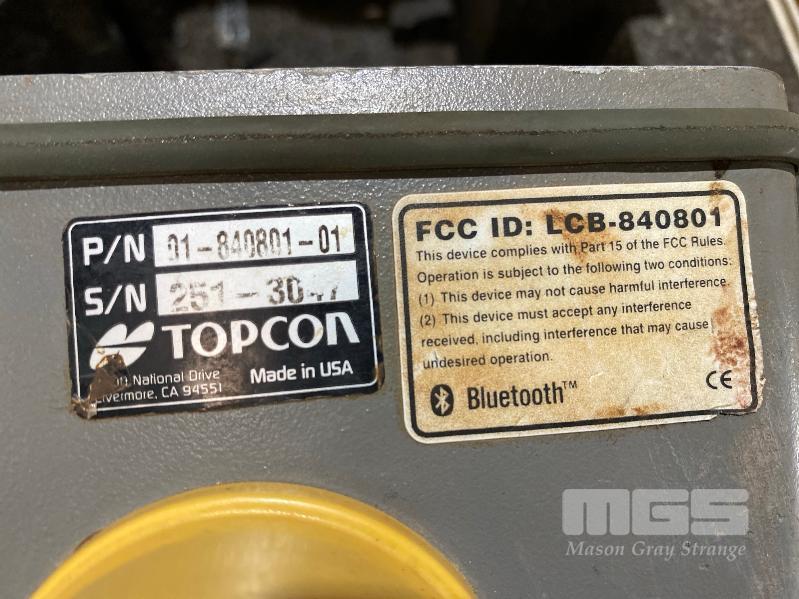 P/N 01-840801-01
S/N
TOPCON
National Drive Made in USA
CA 94551
FCC ID: LCB-840801
This device complies with Part 15 of the FCC Rules.
Operation is subject to the following two conditions:
(1) This device may not cause harmful interference.
(2) This device must accept any interference
received, including interference that may cause
undesired operation.
Bluetooth™
CE
MGS
Mason Gray Strange